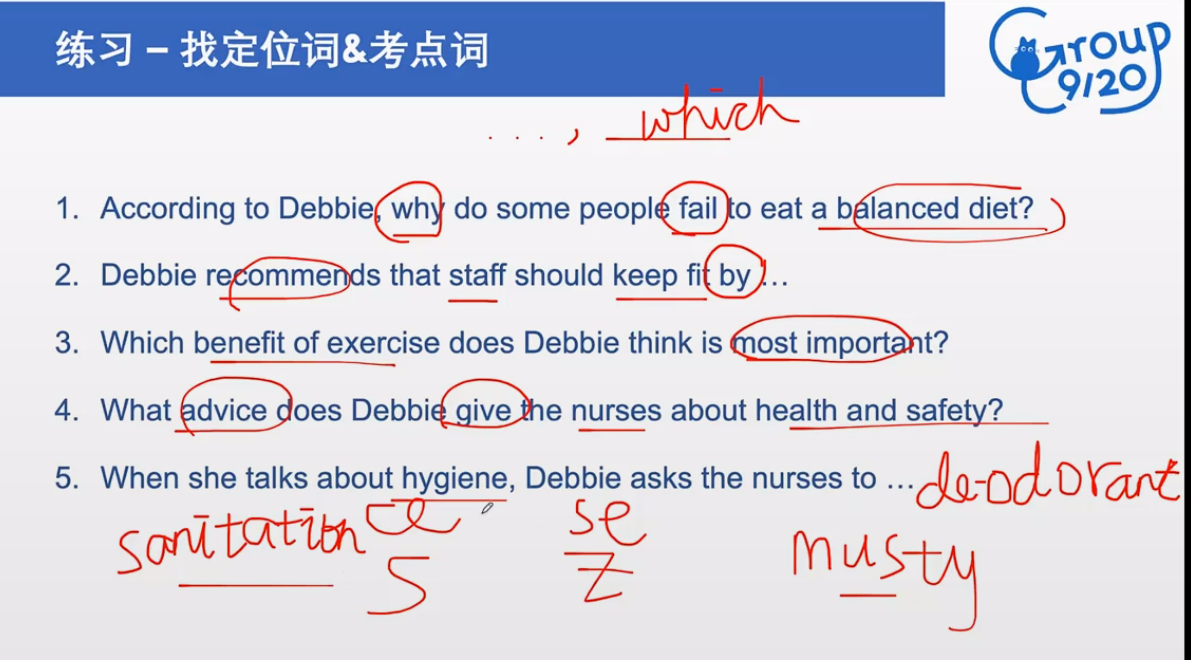 练习 – 找定位词&考点词
Group
9/20
..., which
1. According to Debbie, why do some people fail to eat a balanced diet?
2. Debbie recommends that staff should keep fit by …
3. Which benefit of exercise does Debbie think is most important?
4. What advice does Debbie give the nurses about health and safety?
5. When she talks about hygiene, Debbie asks the nurses to …
de-odorant
sanitation
ce
s
se
z
musty